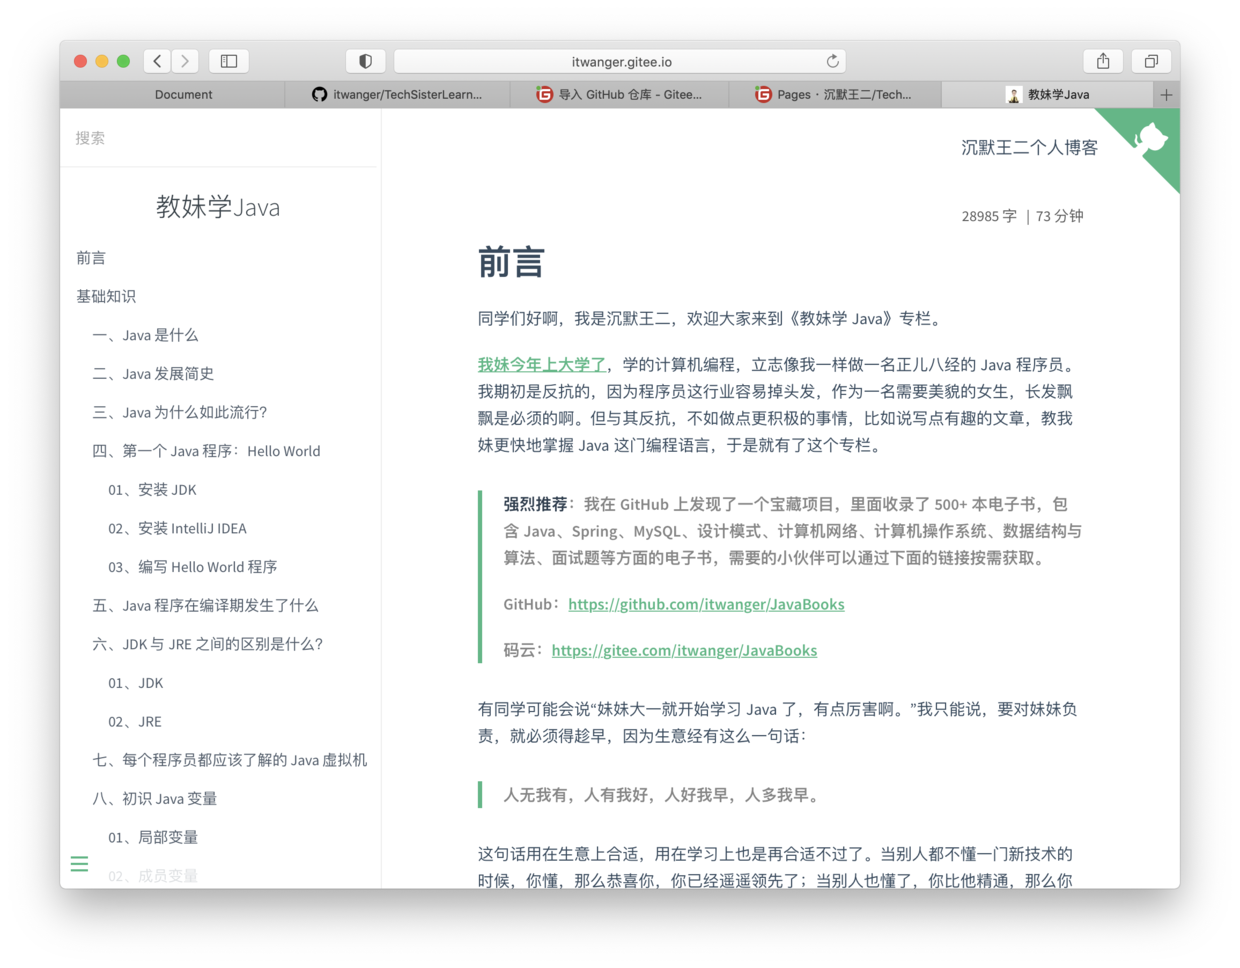 itwanger.gitee.io
Document
itwanger/TechSisterLearn...
导入 GitHub 仓库 - Gitee...
Pages · 沉默王二/Tech...
教妹学Java
搜索
教妹学Java
前言
基础知识
一、Java 是什么
二、Java 发展简史
三、Java 为什么如此流行？
四、第一个 Java 程序：Hello World
01、安装 JDK
02、安装 IntelliJ IDEA
03、编写 Hello World 程序
五、Java 程序在编译期发生了什么
六、JDK 与 JRE 之间的区别是什么？
01、JDK
02、JRE
七、每个程序员都应该了解的 Java 虚拟机
八、初识 Java 变量
01、局部变量
02、成员变量
沉默王二个人博客
28985 字 | 73 分钟
前言
同学们好啊，我是沉默王二，欢迎大家来到《教妹学 Java》专栏。
我妹今年上大学了，学的计算机编程，立志像我一样做一名正儿八经的 Java 程序员。
我期初是反抗的，因为程序员这行业容易掉头发，作为一名需要美貌的女生，长发飘
飘是必须的啊。但与其反抗，不如做点更积极的事情，比如说写点有趣的文章，教我
妹更快地掌握 Java 这门编程语言，于是就有了这个专栏。
强烈推荐：我在 GitHub 上发现了一个宝藏项目，里面收录了 500+ 本电子书，包
含 Java、Spring、MySQL、设计模式、计算机网络、计算机操作系统、数据结构与
算法、面试题等方面的电子书，需要的小伙伴可以通过下面的链接按需获取。
GitHub：https://github.com/itwanger/JavaBooks
码云：https://gitee.com/itwanger/JavaBooks
有同学可能会说“妹妹大一就开始学习 Java 了，有点厉害啊。”我只能说，要对妹妹负
责，就必须得趁早，因为生意经有这么一句话：
人无我有，人有我好，人好我早，人多我早。
这句话用在生意上合适，用在学习上也是再合适不过了。当别人都不懂一门新技术的
时候，你懂，那么恭喜你，你已经遥遥领先了；当别人也懂了，你比他精通，那么你